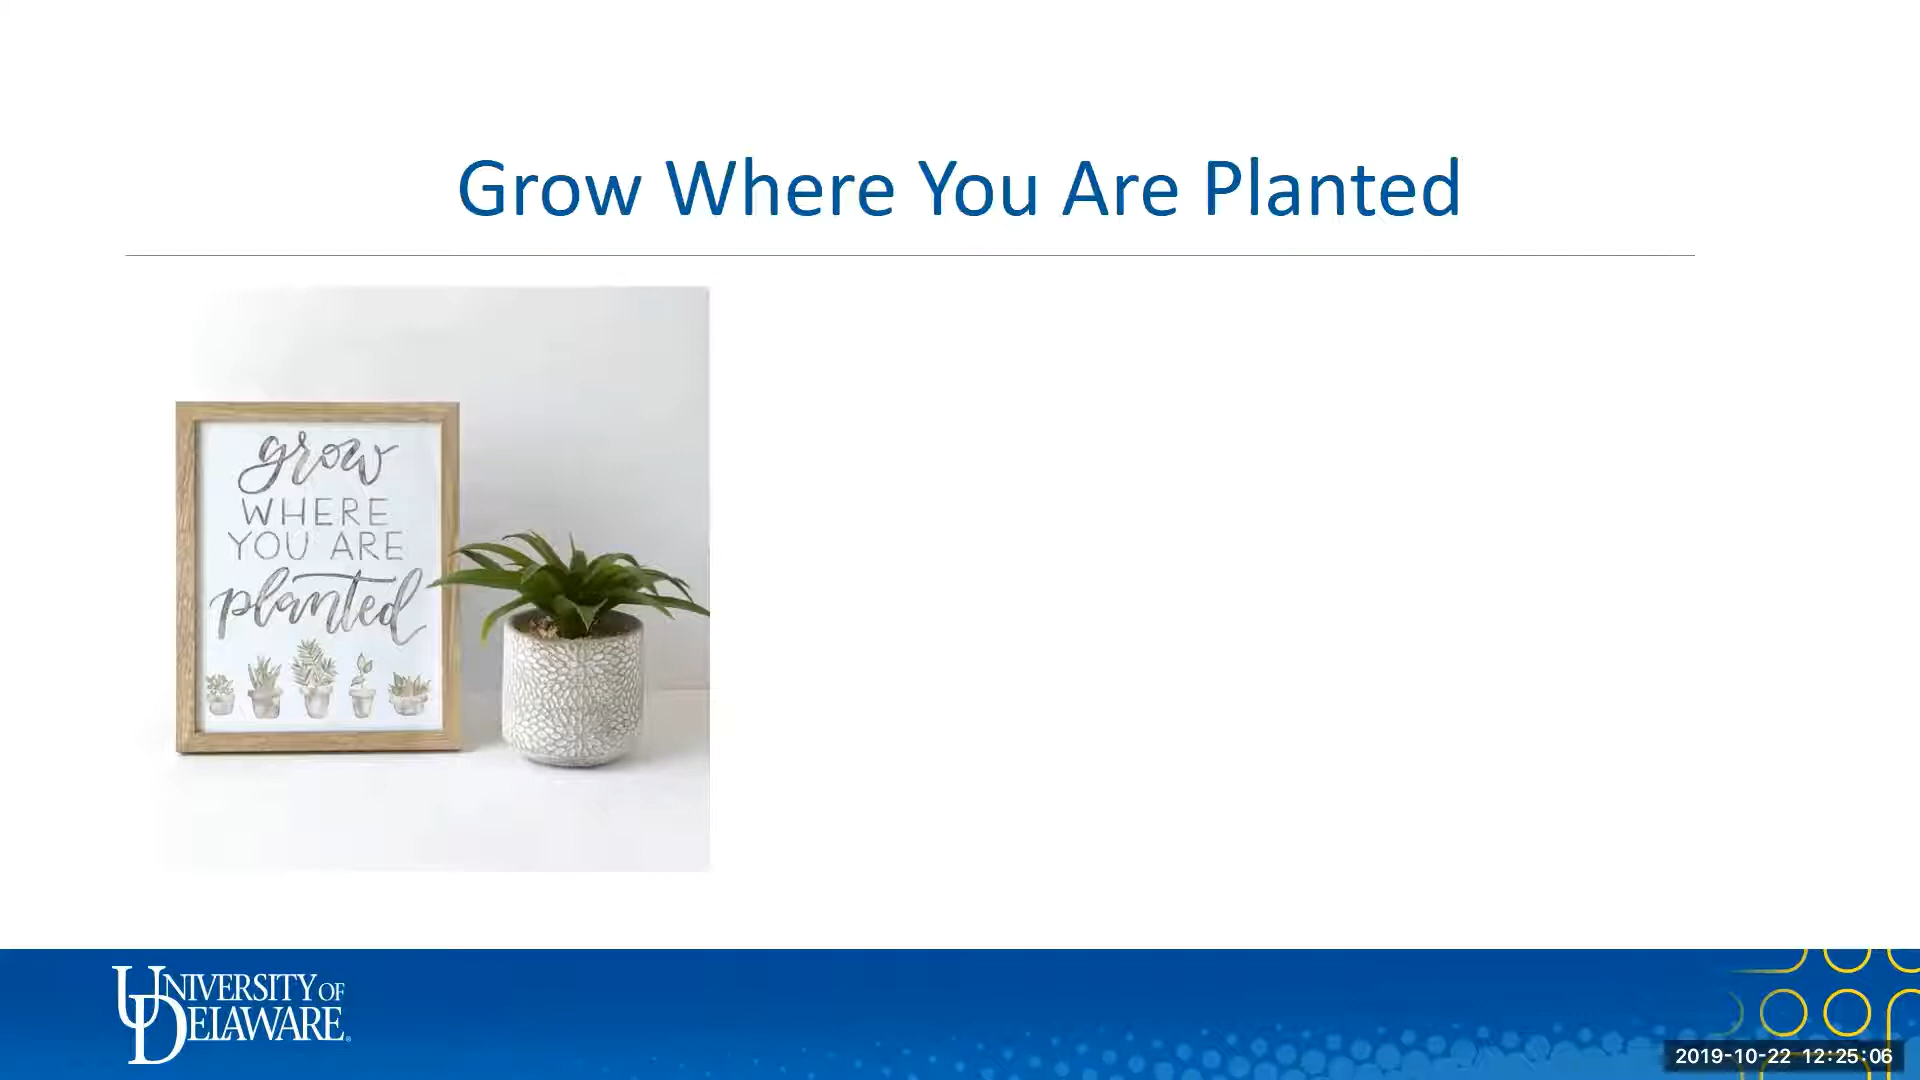 Grow Where You Are Planted
grow
WHERE
YOU ARE
planted
UNIVERSITY OF
DELAWARE
2019-10-22 12:25:06